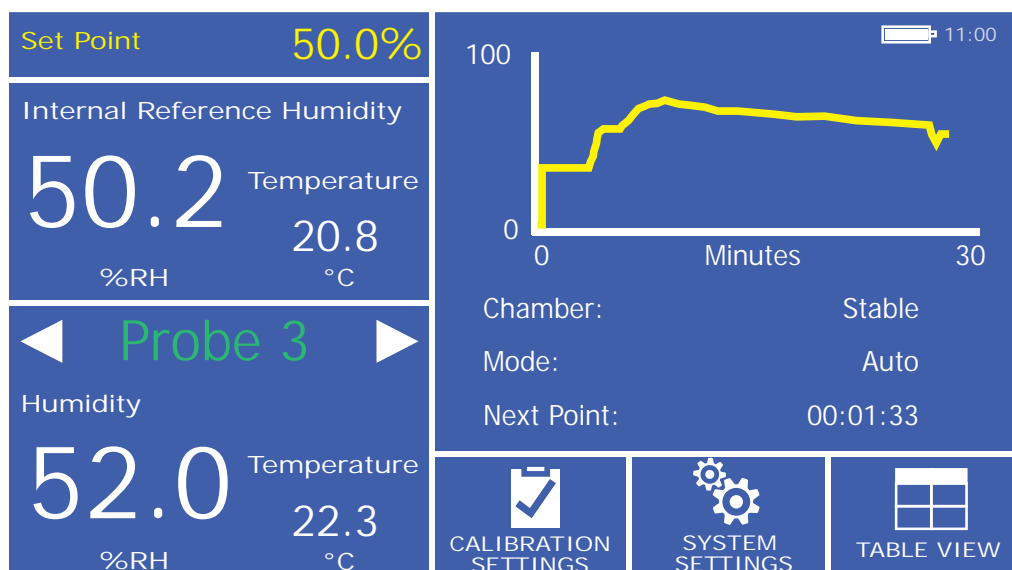 Set Point 50.0%
Internal Reference Humidity
50.2
Temperature
20.8
%RH
°C
Probe 3
Humidity
52.0
Temperature
22.3
%RH
°C
11:00
100
0
0 Minutes 30
Chamber: Stable
Mode: Auto
Next Point: 00:01:33
CALIBRATION
SETTINGS
SYSTEM
SETTINGS
TABLE VIEW